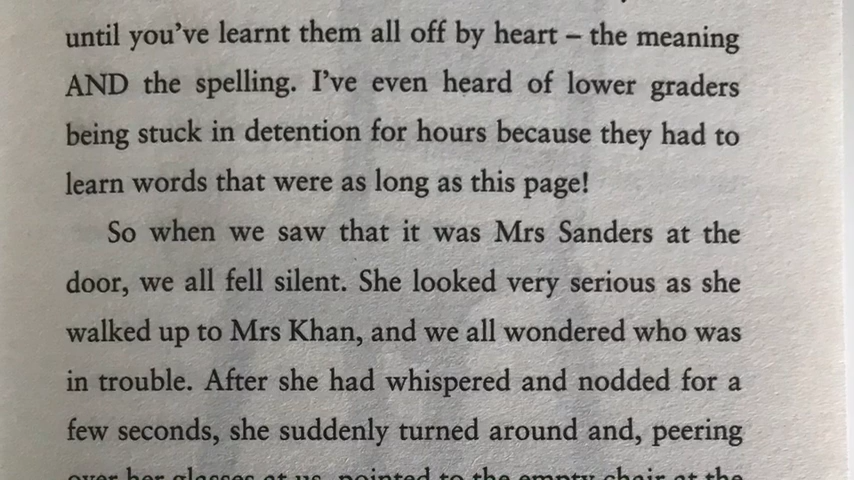 until you've learnt them all off by heart – the meaning
AND the spelling. I've even heard of lower graders
being stuck in detention for hours because they had to
learn words that were as long as this page!
So when we saw that it was Mrs Sanders at the
door, we all fell silent. She looked very serious as she
walked up to Mrs Khan, and we all wondered who was
in trouble. After she had whispered and nodded for a
few seconds, she suddenly turned around and, peering
over her glasses at us, pointed to the empty chair at the